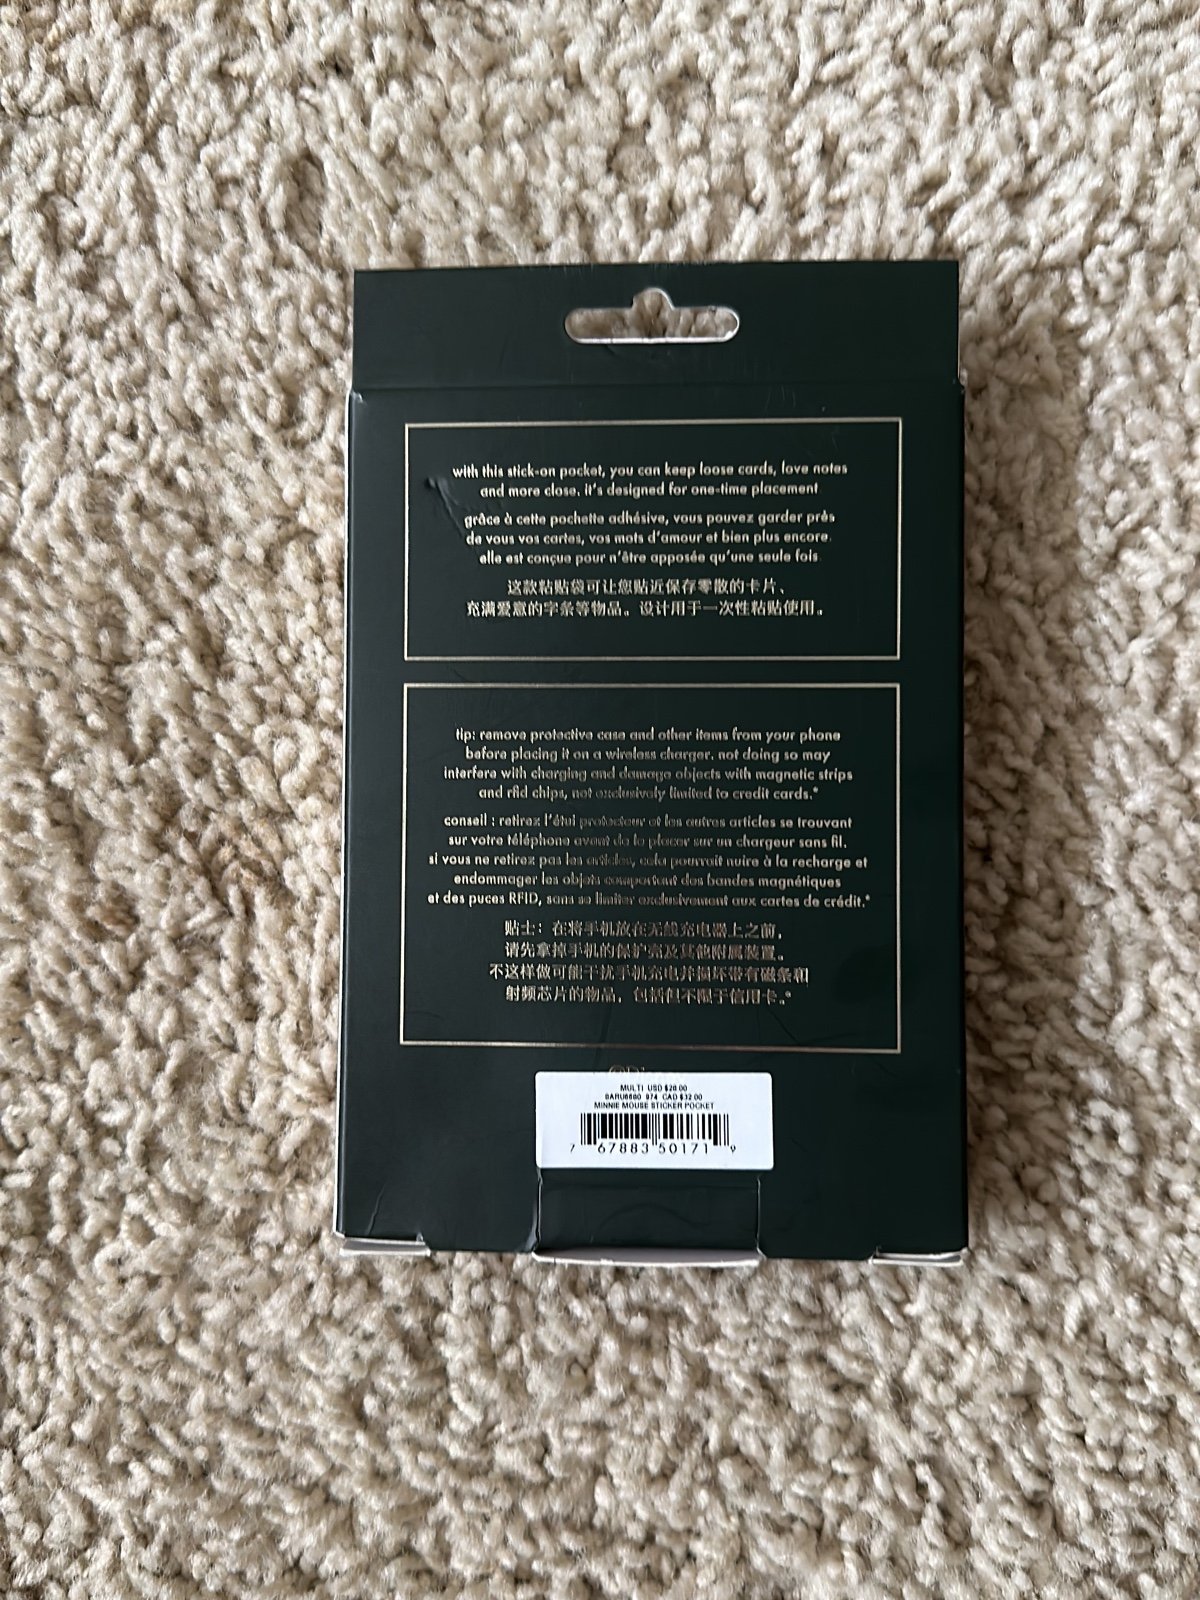 with this stick-on pocket, you can keep loose cards, love notes
and more close. it's designed for one-time placement
grâce à cette pochette adhésive, vous pouvez garder près
de vous vos cartes, vos mots d'amour et bien plus encore.
elle est conçue pour n'être apposée qu'une seule fois.
这款粘贴袋可让您贴近保存零散的卡片、
充满爱意的字条等物品。设计用于一次性粘贴使用。
tip: remove protective case and other items from your phone
before placing it on a wireless charger. not doing so may
interfere with charging and damage objects with magnetic strips
and rfid chips, not exclusively limited to credit cards.*
conseil : retirez l'étui protecteur et les autres articles se trouvant
sur votre téléphone avant de le placer sur un chargeur sans fil.
si vous ne retirez pas les articles, cela pourrait nuire à la recharge et
endommager les objets comportant des bandes magnétiques
et des puces RFID, sans se limiter exclusivement aux cartes de crédit.*
贴士：在将手机放在无线充电器上之前，
请先拿掉手机的保护壳及其他附属装置。
不这样做可能干扰手机充电并损坏带有磁条和
射频芯片的物品，包括但不限于信用卡。*
MULTI USD $28.00
8ARU6680 974 CAD $32.00
MINNIE MOUSE STICKER POCKET
7 67883 50171 9